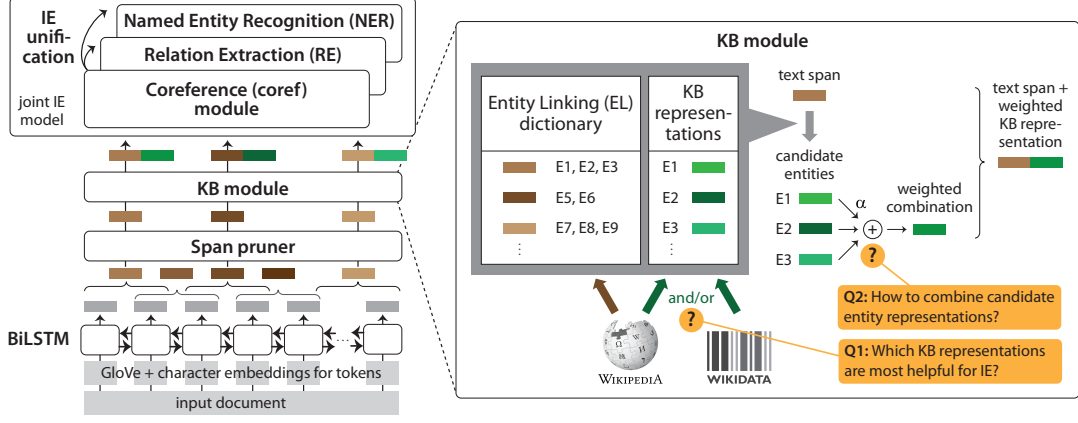 IE
unifi-
cation
joint IE
model
Named Entity Recognition (NER)
Relation Extraction (RE)
Coreference (coref)
module
KB module
Span pruner
BiLSTM
GloVe + character embeddings for tokens
input document
KB module
Entity Linking (EL)
dictionary
E1, E2, E3
E5, E6
E7, E8, E9
⋮
KB
represen-
tations
E1
E2
E3
⋮
text span
candidate
entities
E1
E2
E3
α
+
weighted
combination
text span +
weighted
KB repre-
sentation
?
Q2: How to combine candidate
entity representations?
and/or
?
Q1: Which KB representations
are most helpful for IE?
WIKIPEDIA
WIKIDATA